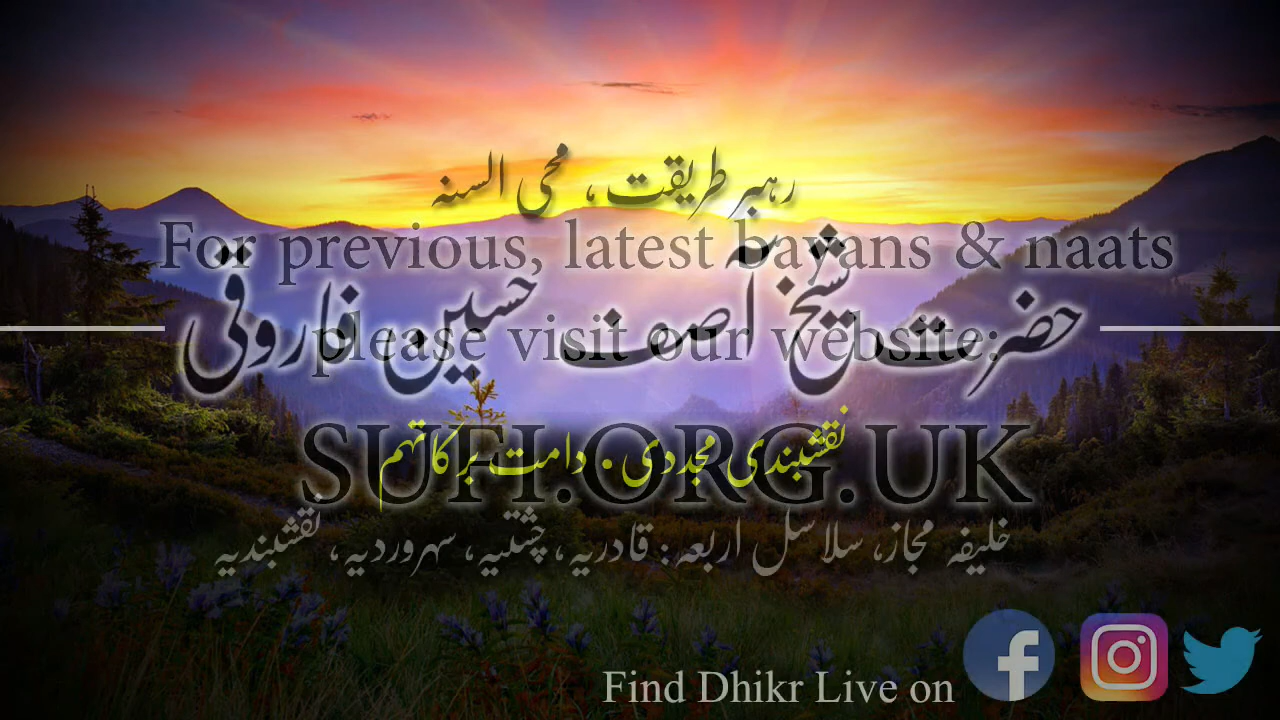 رہبر طریقت، محی السنہ
For previous, latest bayans & naats
حضرت شیخ آصف حسین فاروقی
please visit our website:
SUFI.ORG.UK
نقشبندی مجددی • دامت برکاتہم
خلیفہ مجاز، سلاسل اربعہ: قادریہ، چشتیہ، سہروردیہ، نقشبندیہ
Find Dhikr Live on